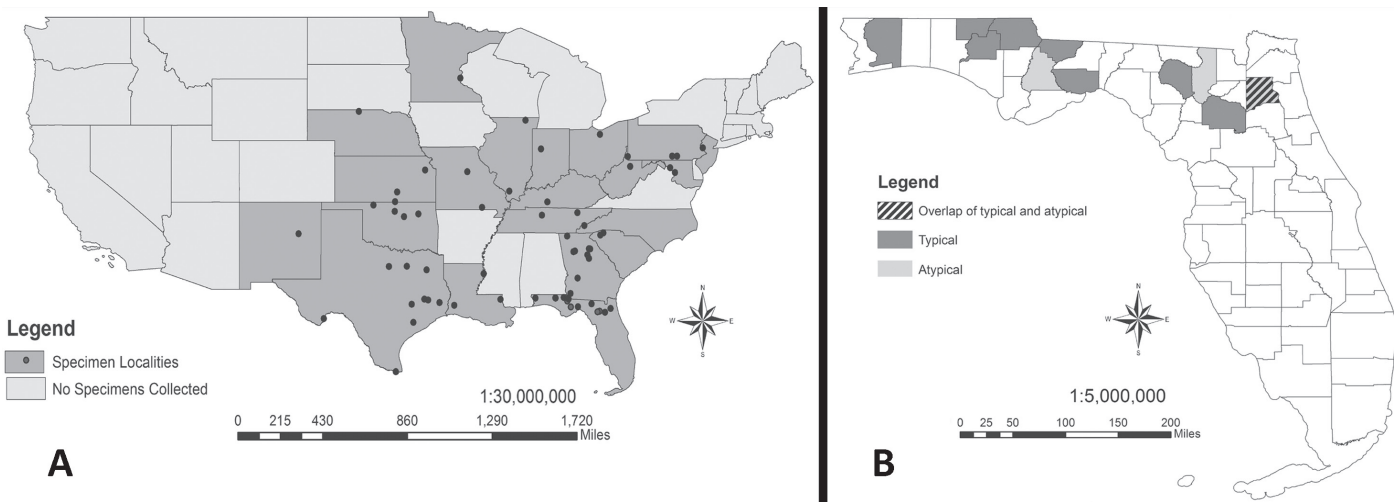 N
W
E
S
Legend
Specimen Localities
No Specimens Collected
1:30,000,000
0 215 430 860 1,290 1,720
Miles
A
Legend
Overlap of typical and atypical
Typical
Atypical
N
W
E
S
1:5,000,000
0 25 50 100 150 200
Miles
B